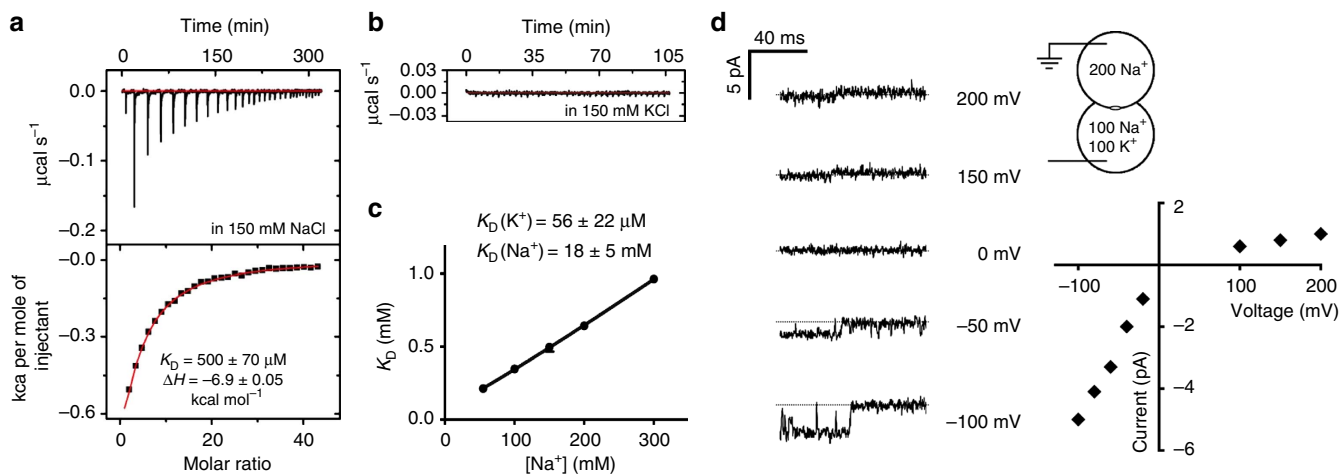 a
Time (min)
0 150 300
0.0
−0.1
−0.2
µcal s−1
in 150 mM NaCl
−0.0
−0.3
−0.6
kca per mole of
injectant
KD = 500 ± 70 µM
ΔH = −6.9 ± 0.05
kcal mol−1
0 20 40
Molar ratio
b
Time (min)
0 35 70 105
0.03
0.00
−0.03
µcal s−1
in 150 mM KCl
c
KD(K+) = 56 ± 22 µM
KD(Na+) = 18 ± 5 mM
1.0
0.5
0.0
KD (mM)
0 100 200 300
[Na+] (mM)
d
40 ms
5 pA
200 mV
150 mV
0 mV
−50 mV
−100 mV
200 Na+
100 Na+
100 K+
2
−100 100 200
Voltage (mV)
−2
−4
−6
Current (pA)